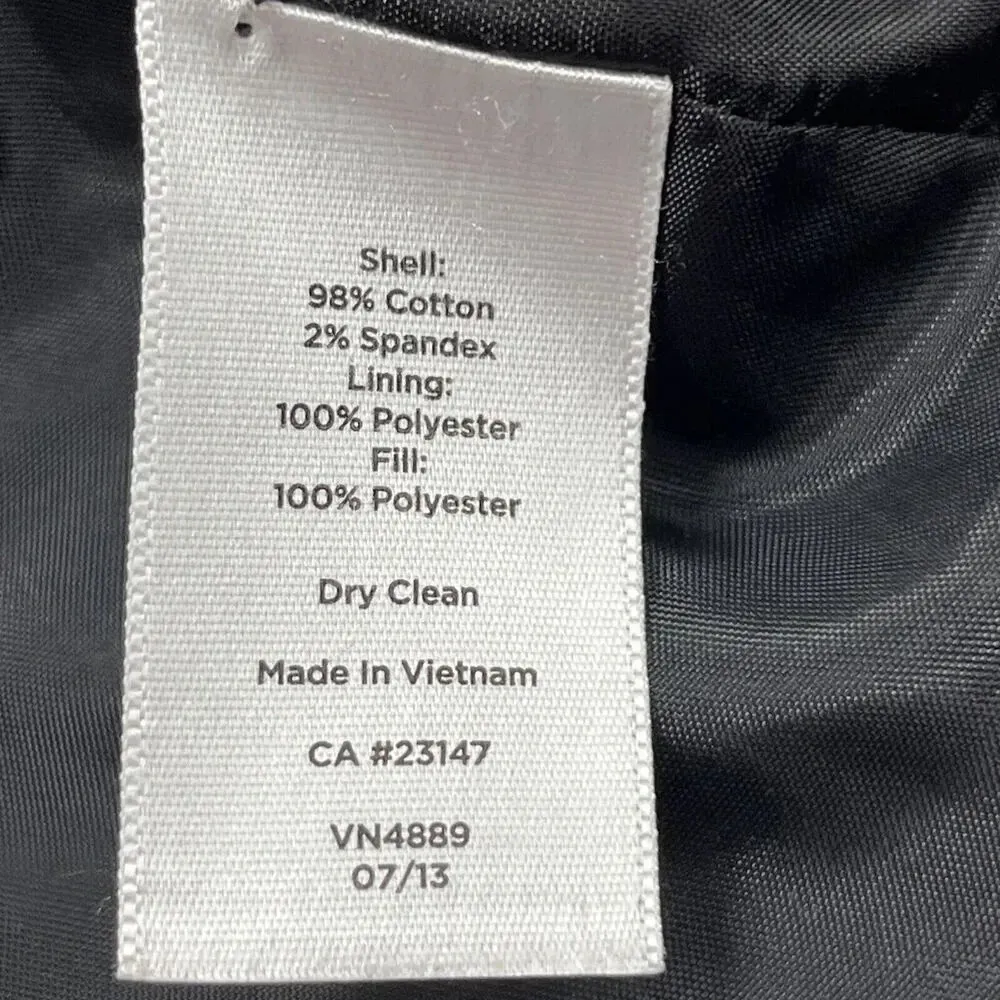 Shell:
98% Cotton
2% Spandex
Lining:
100% Polyester
Fill:
100% Polyester
Dry Clean
Made In Vietnam
CA #23147
VN4889
07/13